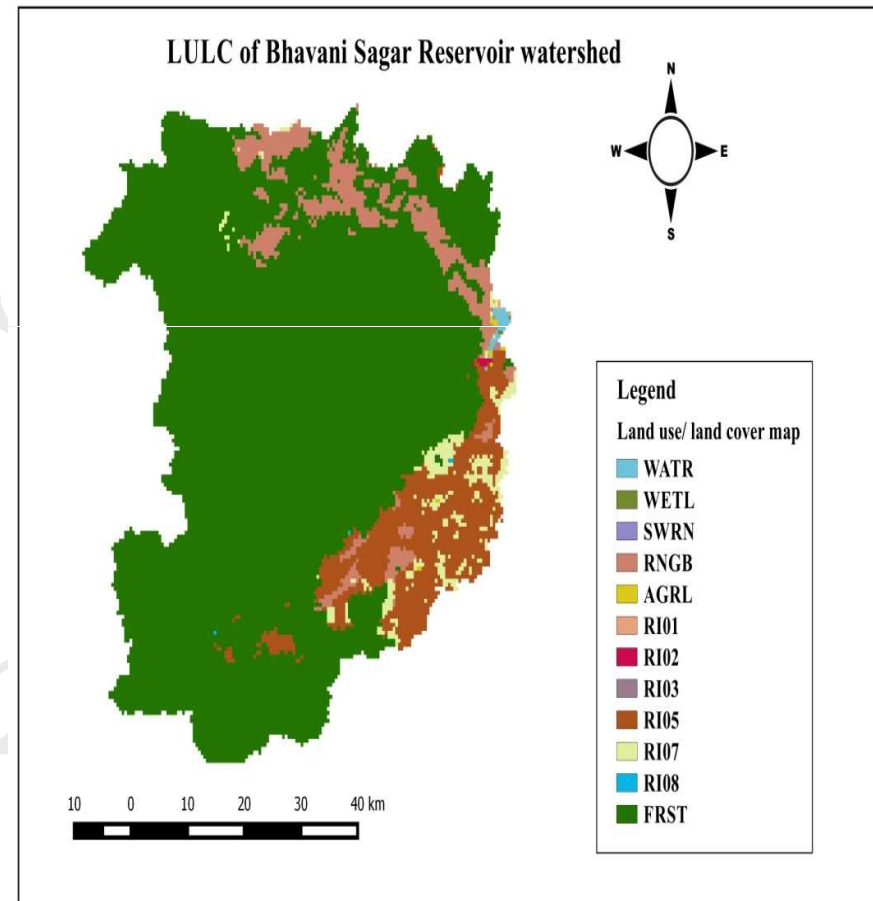 LULC of Bhavani Sagar Reservoir watershed
N
W E
S
Legend
Land use/ land cover map
WATR
WETL
SWRN
RNGB
AGRL
RI01
RI02
RI03
RI05
RI07
RI08
FRST
10 0 10 20 30 40 km